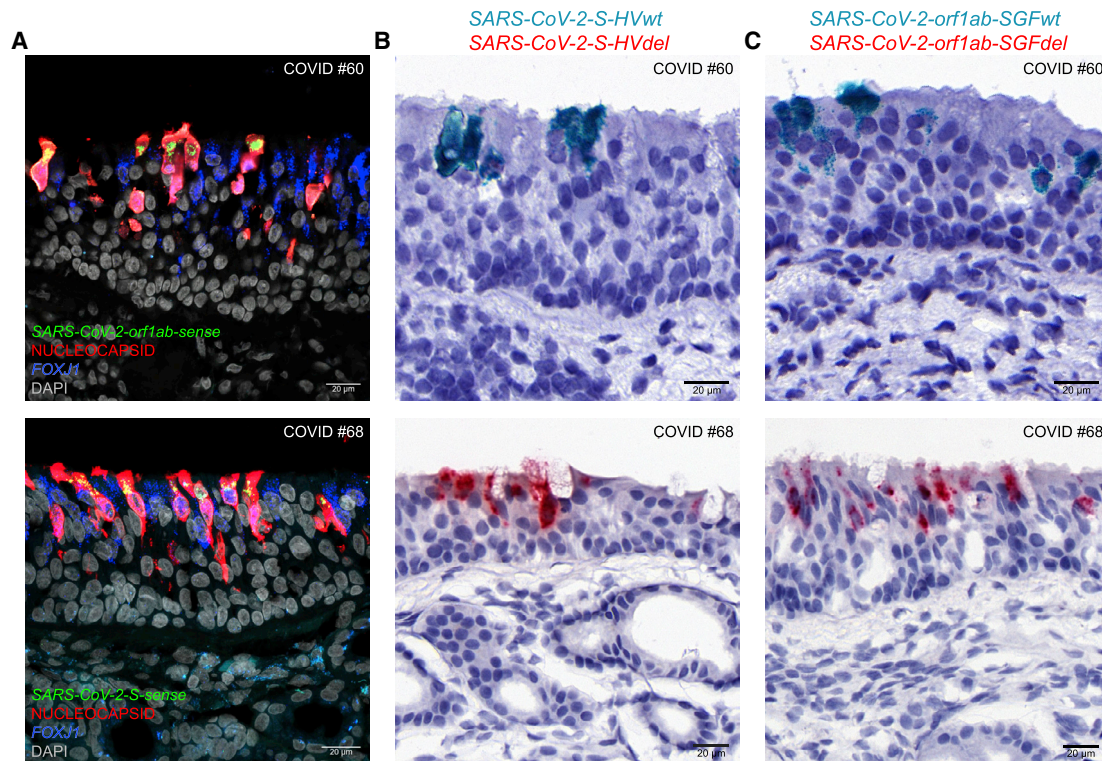 SARS-CoV-2-S-HVwt
SARS-CoV-2-S-HVdel
SARS-CoV-2-orf1ab-SGFwt
SARS-CoV-2-orf1ab-SGFdel
A
B
C
COVID #60
SARS-CoV-2-orf1ab-sense
NUCLEOCAPSID
FOXJ1
DAPI
20 µm
COVID #60
20 µm
COVID #60
20 µm
COVID #68
SARS-CoV-2-S-sense
NUCLEOCAPSID
FOXJ1
DAPI
20 µm
COVID #68
20 µm
COVID #68
20 µm